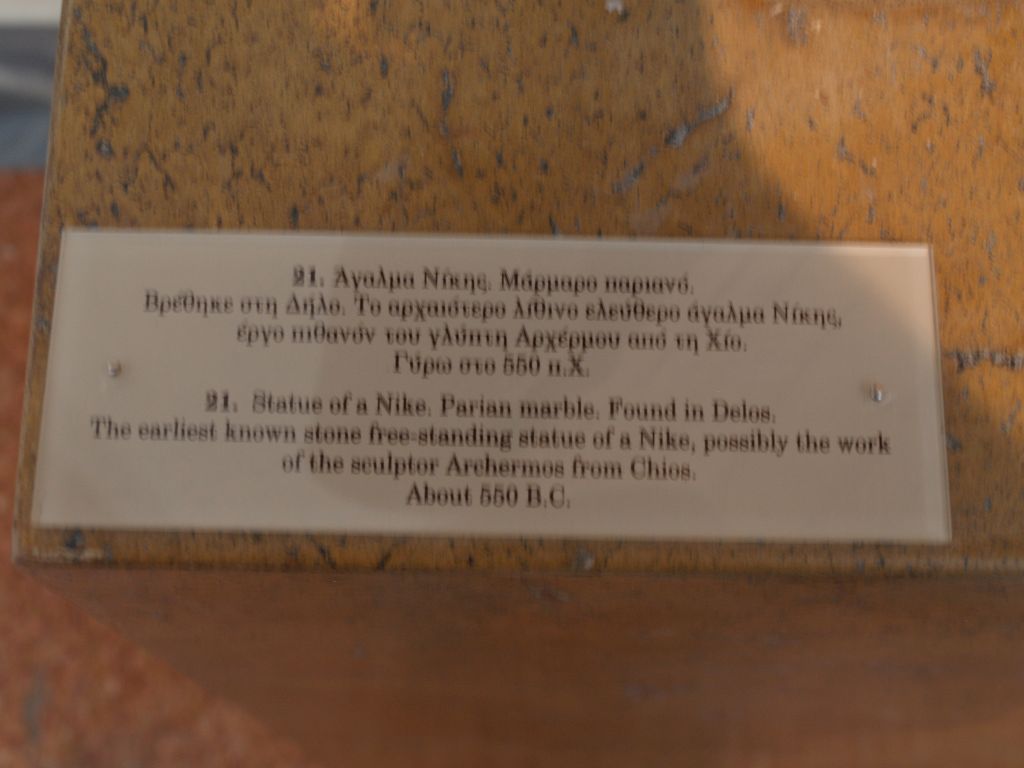 21. Άγαλμα Νίκης. Μάρμαρο παριανό.
Βρέθηκε στη Δήλο. Το αρχαιότερο λίθινο ελεύθερο άγαλμα Νίκης,
έργο πιθανόν του γλύπτη Αρχέρμου από τη Χίο.
Γύρω στο 550 π.Χ.
21. Statue of a Nike. Parian marble. Found in Delos.
The earliest known stone free-standing statue of a Nike, possibly the work
of the sculptor Archermos from Chios.
About 550 B.C.